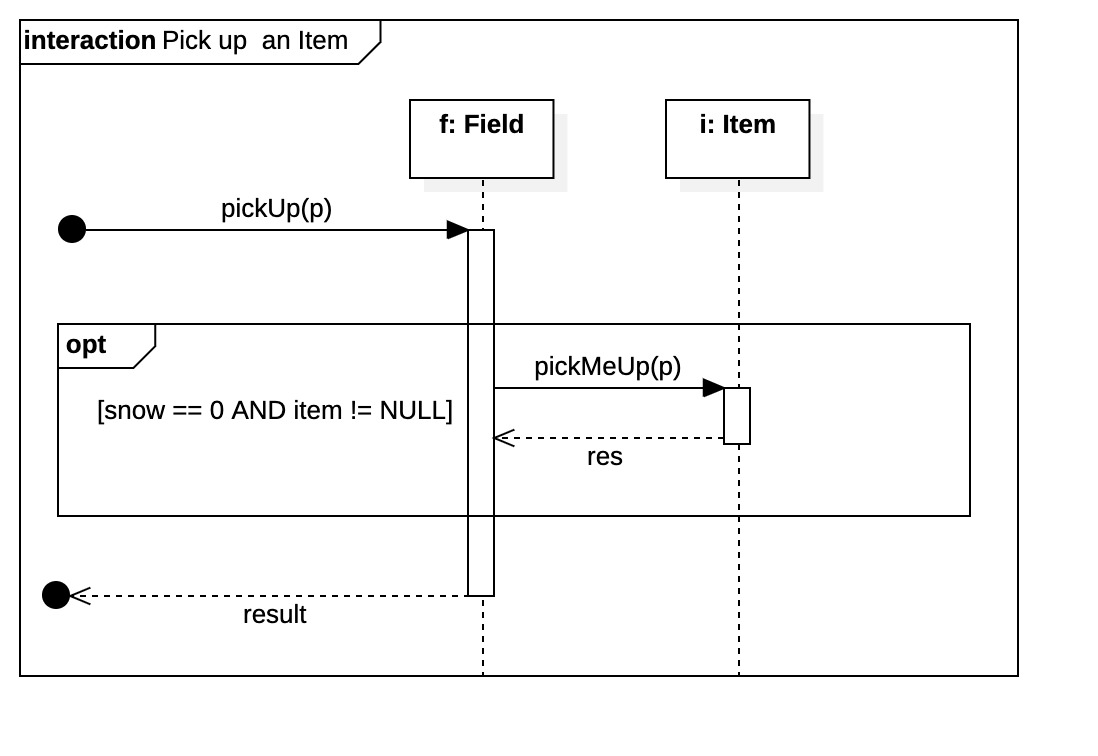 interaction Pick up  an Item
f: Field
i: Item
pickUp(p)
opt
pickMeUp(p)
[snow == 0 AND item != NULL]
res
result